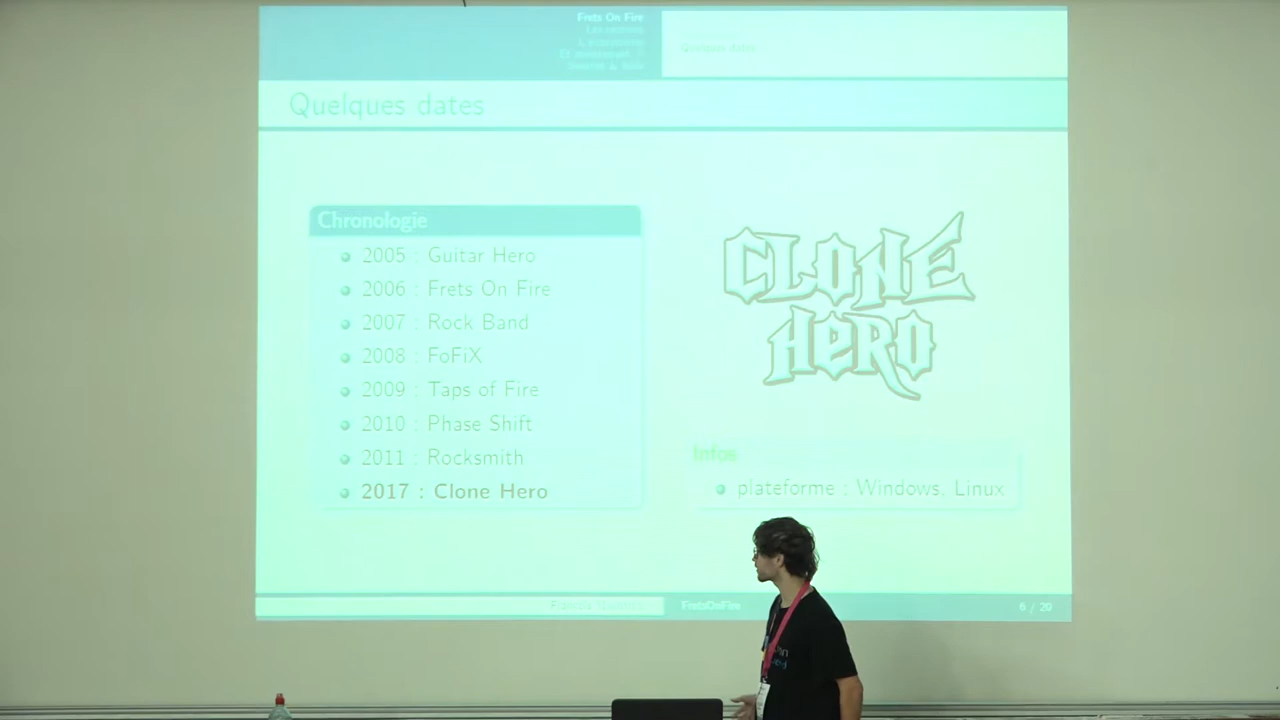 Frets On Fire
Quelques dates
Quelques dates
Chronologie
2005 : Guitar Hero
2006 : Frets On Fire
2007 : Rock Band
2008 : FoFiX
2009 : Taps of Fire
2010 : Phase Shift
2011 : Rocksmith
2017 : Clone Hero
CLONE
HERO
Infos
plateforme : Windows, Linux
FretsOnFire
6 / 20